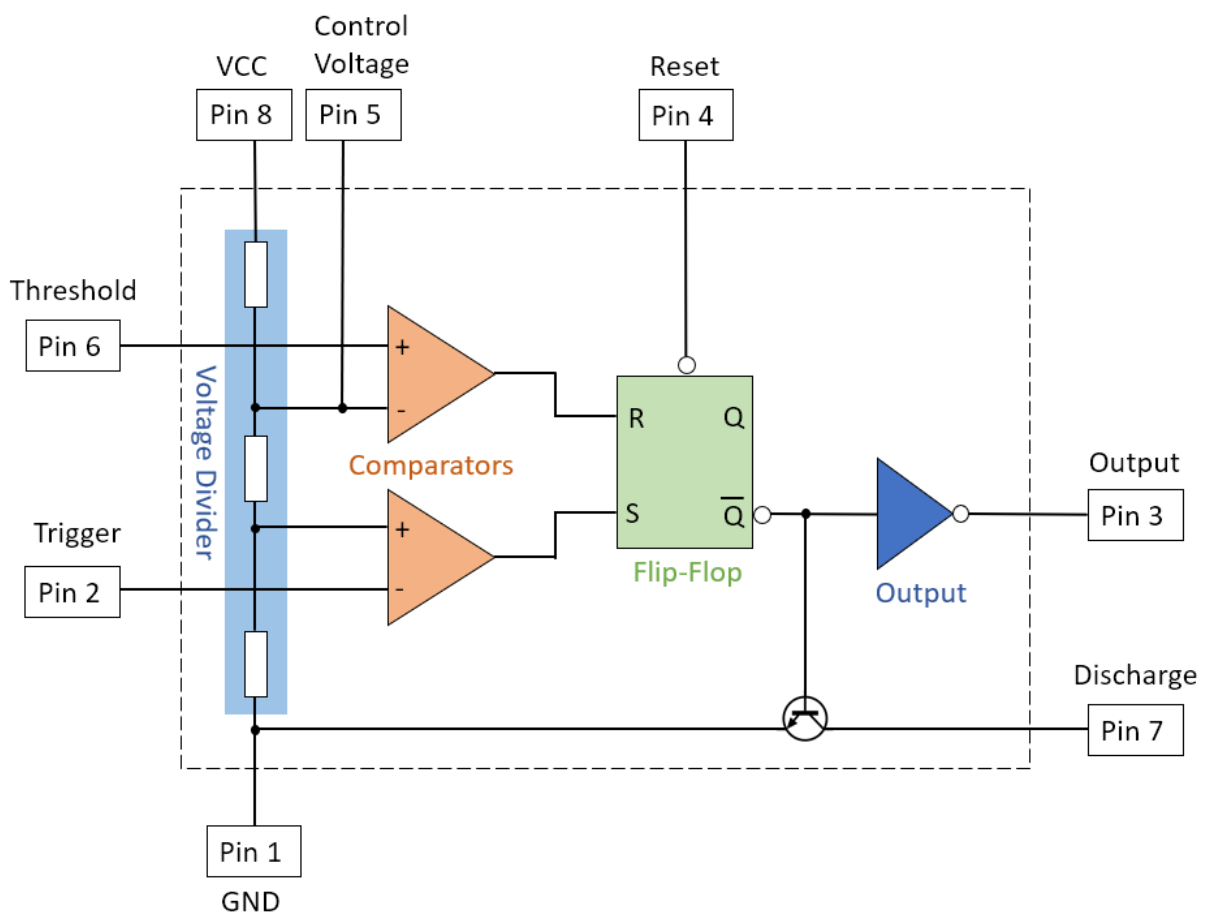 Control
Voltage
VCC
Reset
Pin 8
Pin 5
Pin 4
Threshold
Pin 6
+
-
Voltage Divider
R
Q
Comparators
Output
Pin 3
Trigger
Pin 2
+
-
S
Q̅
Flip-Flop
Output
Discharge
Pin 7
Pin 1
GND